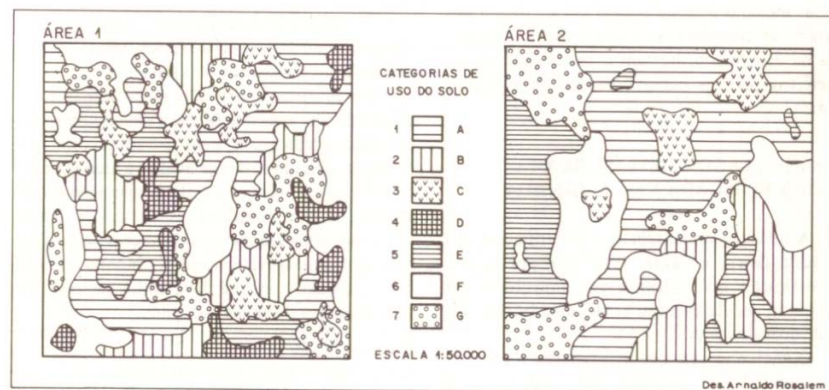 ÁREA 1
ÁREA 2
CATEGORIAS DE
USO DO SOLO
1 A
2 B
3 C
4 D
5 E
6 F
7 G
ESCALA 1:50.000
Des. Arnaldo Rosalem